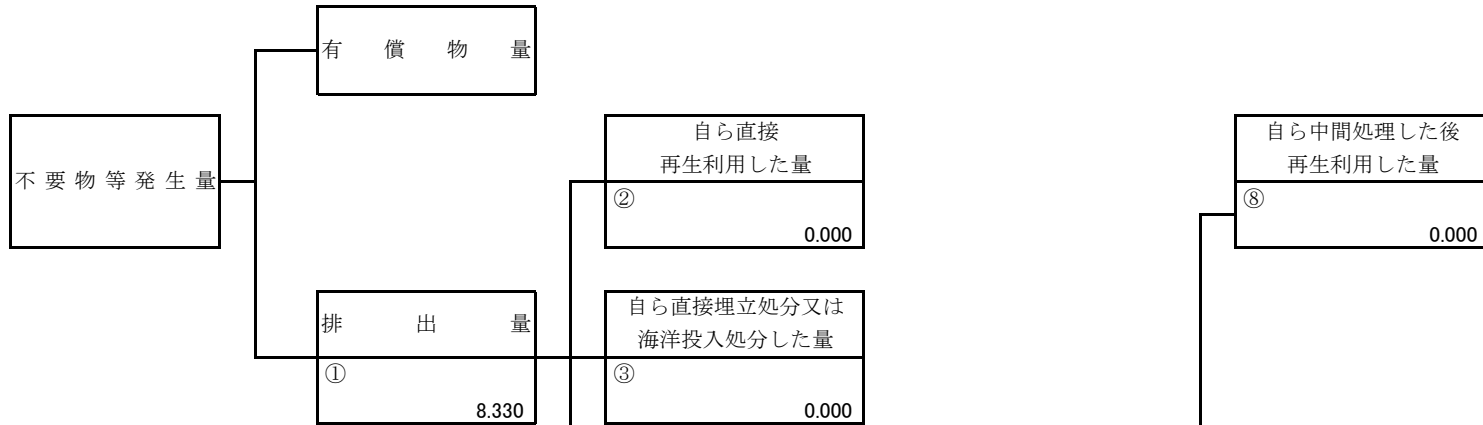 有償物量
不要物等発生量
自ら直接
再生利用した量
②
0.000
自ら中間処理した後
再生利用した量
⑧
0.000
排出量
①
8.330
自ら直接埋立処分又は
海洋投入処分した量
③
0.000